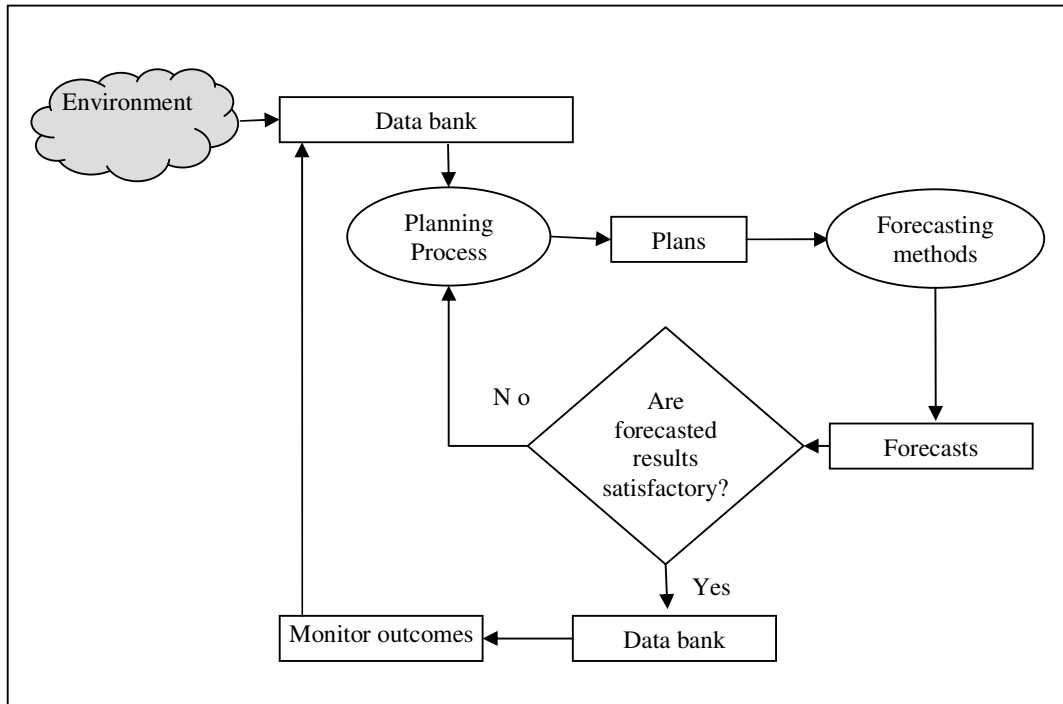 Environment
Data bank
Planning
Process
Plans
Forecasting
methods
N o
Are
forecasted
results
satisfactory?
Forecasts
Yes
Monitor outcomes
Data bank